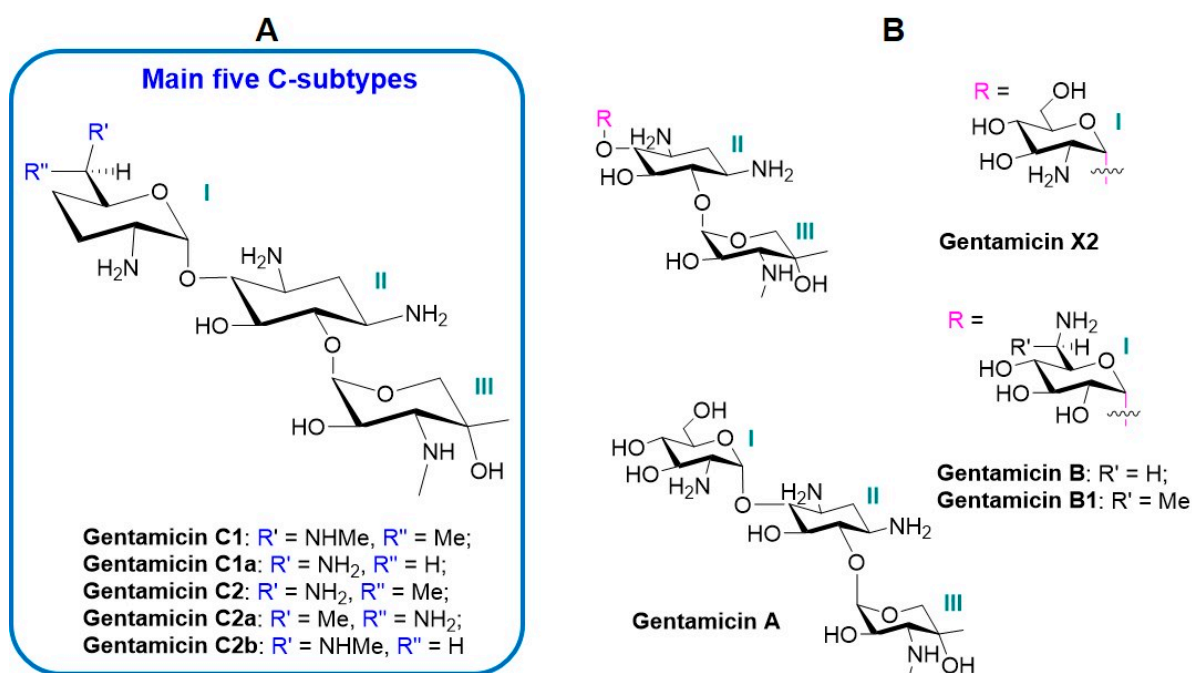 A
Main five C-subtypes
R'
R"
H
O
I
H₂N
O
H₂N
II
NH₂
HO
O
O
III
HO
NH
OH
Gentamicin C1: R' = NHMe, R" = Me;
Gentamicin C1a: R' = NH₂, R" = H;
Gentamicin C2: R' = NH₂, R" = Me;
Gentamicin C2a: R' = Me, R" = NH₂;
Gentamicin C2b: R' = NHMe, R" = H
B
R
O
H₂N
II
NH₂
HO
O
O
III
HO
NH
OH
R =
OH
HO
O
I
HO
H₂N
Gentamicin X2
R =
NH₂
R'
H
I
HO
O
HO
HO
Gentamicin B: R' = H;
Gentamicin B1: R' = Me
OH
HO
O
I
HO
H₂N
O
H₂N
II
HO
NH₂
O
Gentamicin A
O
III
HO
NH
OH